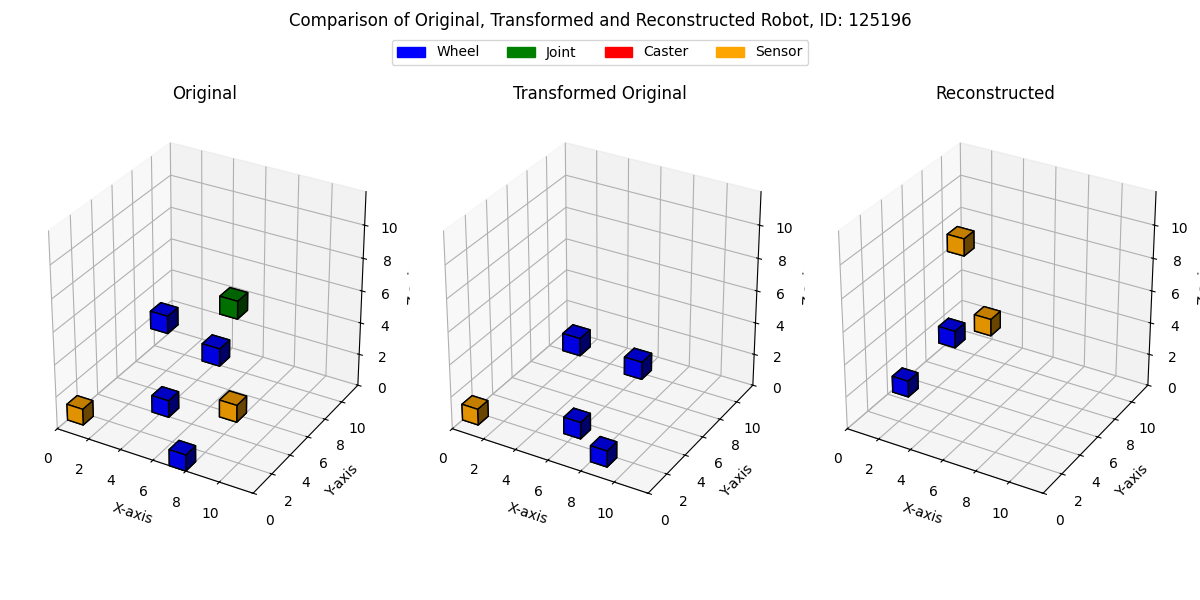 Comparison of Original, Transformed and Reconstructed Robot, ID: 125196
Wheel Joint Caster Sensor
Original
Transformed Original
Reconstructed
0 2 4 6 8 10
X-axis
0 2 4 6 8 10
Y-axis
0 2 4 6 8 10
0 2 4 6 8 10
X-axis
0 2 4 6 8 10
Y-axis
0 2 4 6 8 10
0 2 4 6 8 10
X-axis
0 2 4 6 8 10
Y-axis
0 2 4 6 8 10